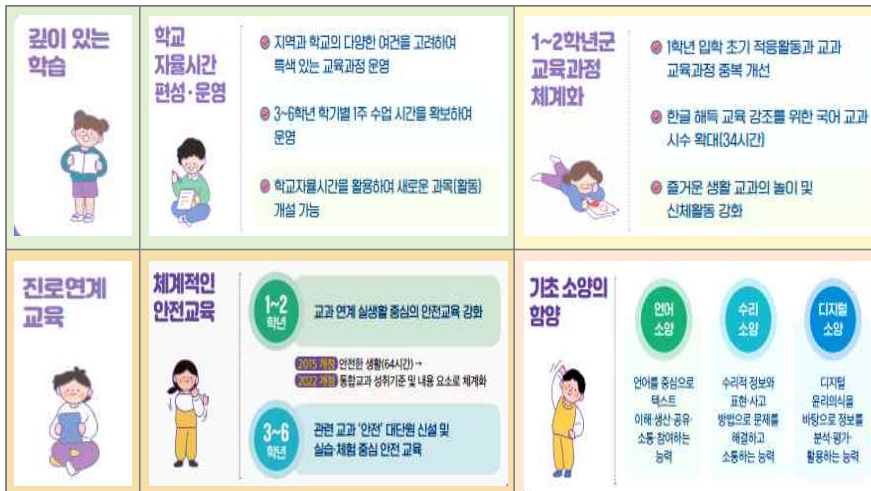 깊이 있는
학습
학교
자율시간
편성·운영
지역과 학교의 다양한 여건을 고려하여
특색 있는 교육과정 운영
3~6학년 학기별 1주 수업 시간을 확보하여
운영
학교자율시간을 활용하여 새로운 과목(활동)
개설 가능
1~2학년군
교육과정
체계화
1학년 입학 초기 적응활동과 교과
교육과정 중복 개선
한글 해득 교육 강조를 위한 국어 교과
시수 확대(34시간)
즐거운 생활 교과의 놀이 및
신체활동 강화
진로연계
교육
체계적인
안전교육
1~2
학년
교과 연계 실생활 중심의 안전교육 강화
2015 개정 안전한 생활(64시간) →
2022 개정 통합교과 성취기준 및 내용 요소로 체계화
3~6
학년
관련 교과 '안전' 대단원 신설 및
실습·체험 중심 안전 교육
기초 소양의
함양
언어
소양
언어를 중심으로
텍스트
이해·생산·공유·
소통·참여하는
능력
수리
소양
수리적 정보와
표현·사고
방법으로 문제를
해결하고
소통하는 능력
디지털
소양
디지털
윤리의식을
바탕으로 정보를
분석·평가·
활용하는 능력